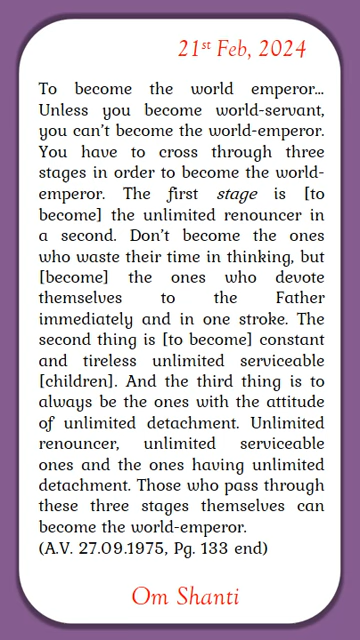 21st Feb, 2024
To become the world emperor...
Unless you become world-servant,
you can't become the world-emperor.
You have to cross through three
stages in order to become the world-
emperor. The first stage is [to
become] the unlimited renouncer in
a second. Don't become the ones
who waste their time in thinking, but
[become] the ones who devote
themselves to the Father
immediately and in one stroke. The
second thing is [to become] constant
and tireless unlimited serviceable
[children]. And the third thing is to
always be the ones with the attitude
of unlimited detachment. Unlimited
renouncer, unlimited serviceable
ones and the ones having unlimited
detachment. Those who pass through
these three stages themselves can
become the world-emperor.
(A.V. 27.09.1975, Pg. 133 end)
Om Shanti